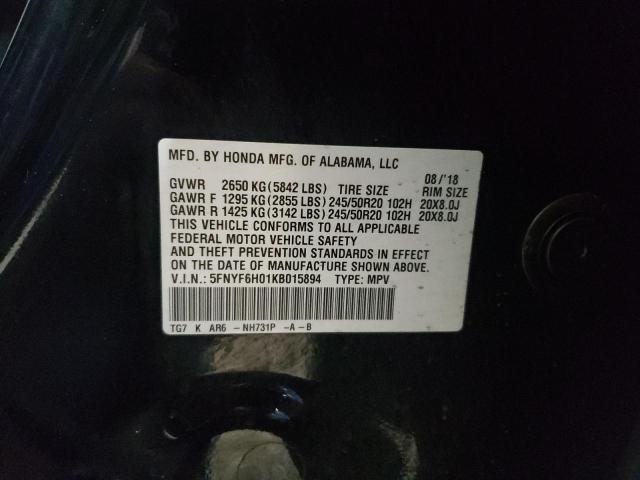 MFD. BY HONDA MFG. OF ALABAMA, LLC
08/'18
GVWR 2650 KG(5842 LBS) TIRE SIZE RIM SIZE
GAWR F 1295 KG(2855 LBS)245/50R20 102H 20X8.0J
GAWR R 1425 KG(3142 LBS)245/50R20 102H 20X8.0J
THIS VEHICLE CONFORMS TO ALL APPLICABLE
FEDERAL MOTOR VEHICLE SAFETY
AND THEFT PREVENTION STANDARDS IN EFFECT
ON THE DATE OF MANUFACTURE SHOWN ABOVE.
V.I.N.: 5FNYF6H01KB015894 TYPE: MPV
TG7 K AR6 -NH731P -A-B